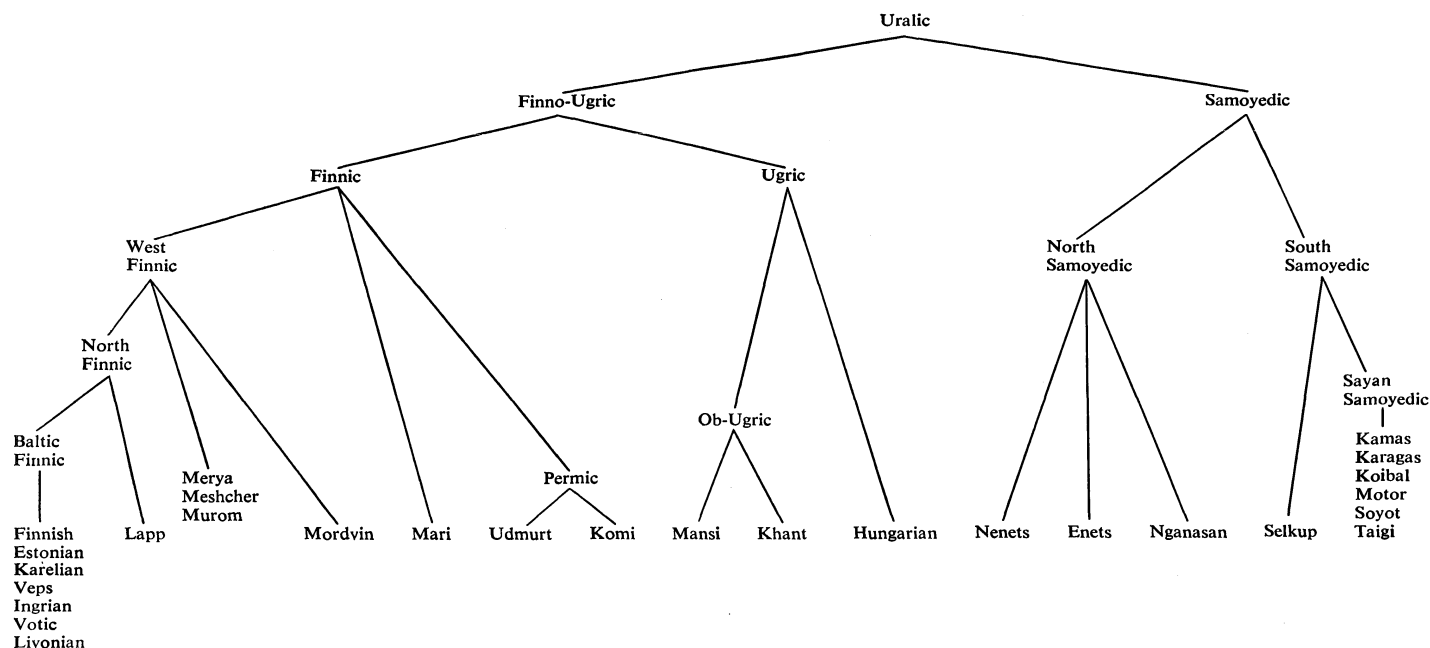 Uralic
Finno-Ugric
Samoyedic
Finnic
Ugric
West
Finnic
North
Samoyedic
South
Samoyedic
North
Finnic
Sayan
Samoyedic
Ob-Ugric
Baltic
Finnic
Kamas
Karagas
Koibal
Motor
Soyot
Taigi
Merya
Meshcher
Murom
Permic
Finnish
Estonian
Karelian
Veps
Ingrian
Votic
Livonian
Lapp
Mordvin
Mari
Udmurt
Komi
Mansi
Khant
Hungarian
Nenets
Enets
Nganasan
Selkup